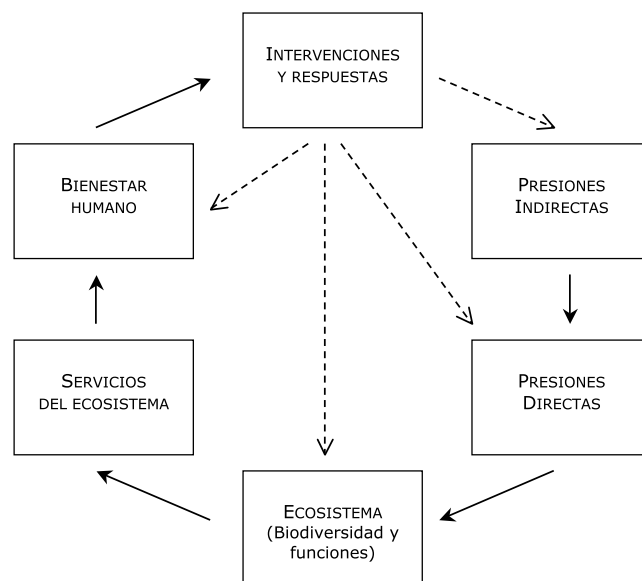 INTERVENCIONES
Y RESPUESTAS
BIENESTAR
HUMANO
PRESIONES
INDIRECTAS
SERVICIOS
DEL ECOSISTEMA
PRESIONES
DIRECTAS
ECOSISTEMA
(Biodiversidad y
funciones)